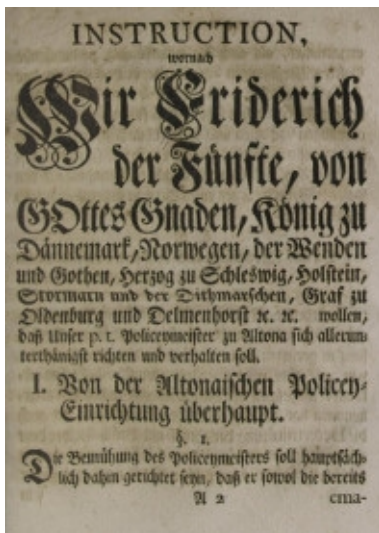 INSTRUCTION,
wornach
Wir Friderich
der Fünfte, von
GOttes Gnaden, König zu
Dännemark, Norwegen, der Wenden
und Gothen, Herzog zu Schleswig, Holstein,
Stormarn und der Dithmarschen, Graf zu
Oldenburg und Delmenhorst ꝛc. ꝛc. wollen,
daß Unser p. t. Policeymeister zu Altona sich allerun-
terthänigst richten und verhalten soll.
I. Von der Altonaischen Policey-
Einrichtung überhaupt.
§. 1.
Die Bemühung des Policeymeisters soll hauptsäch-
lich dahin gerichtet seyn, daß er sowol die bereits
A 2
ema-